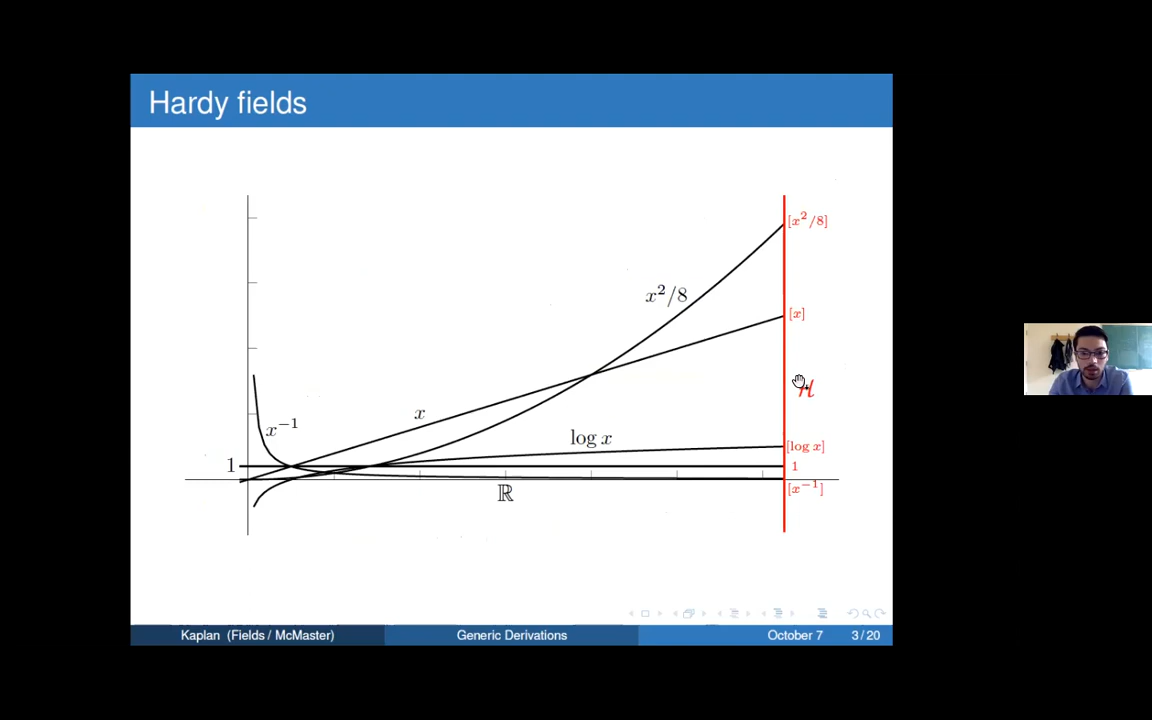 Hardy fields
[x²/8]
x²/8
[x]
x
ℋ
x⁻¹
log x
[log x]
1
1
[x⁻¹]
ℝ
Kaplan (Fields / McMaster)
Generic Derivations
October 7
3 / 20